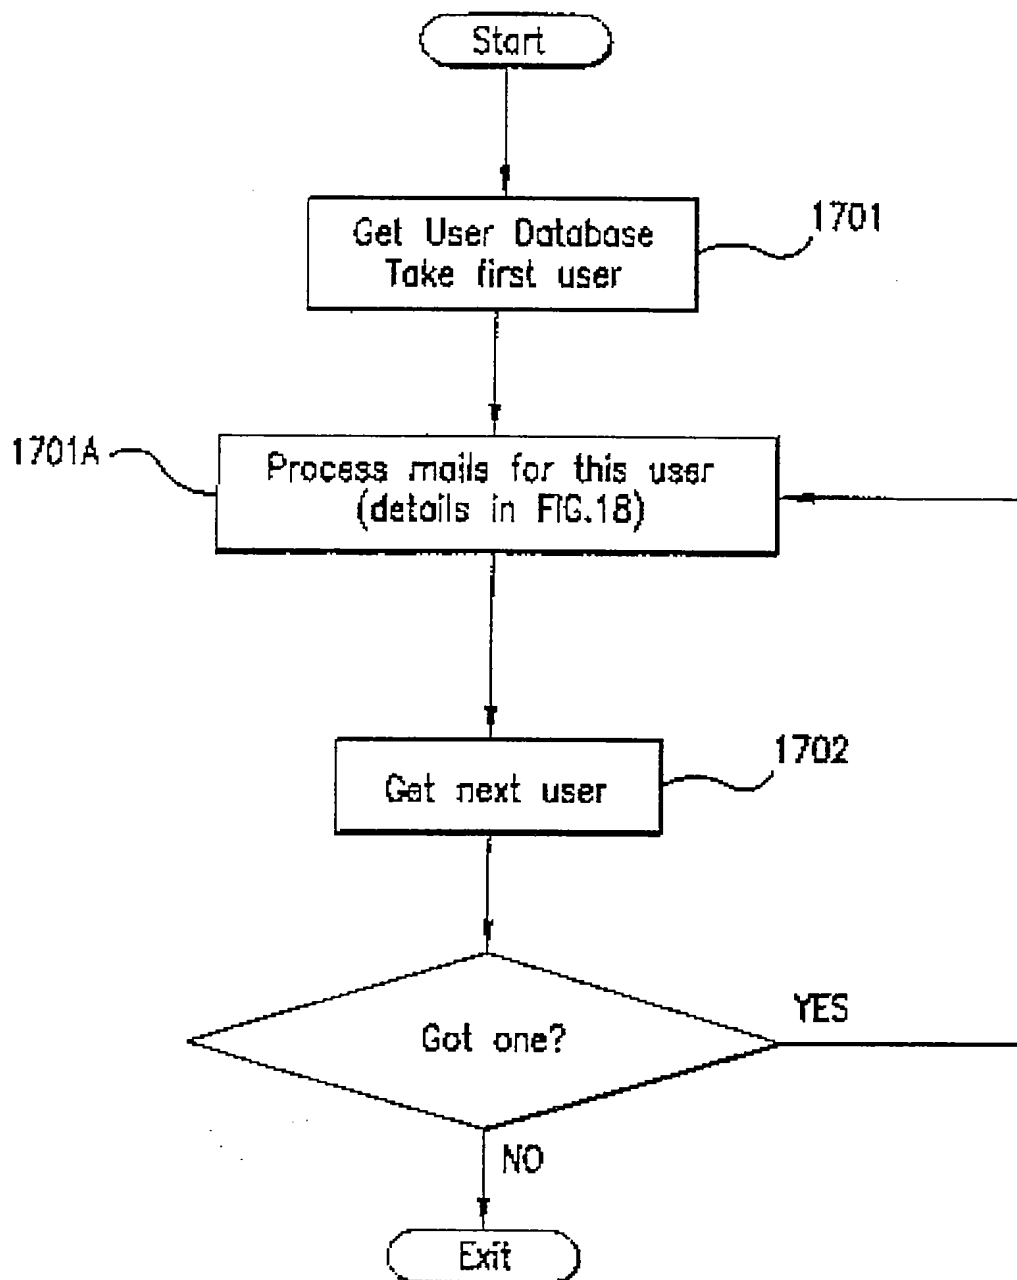 Start
Get User Database
Take first user
1701
1701A
Process mails for this user
(details in FIG.18)
Get next user
1702
Got one?
YES
NO
Exit